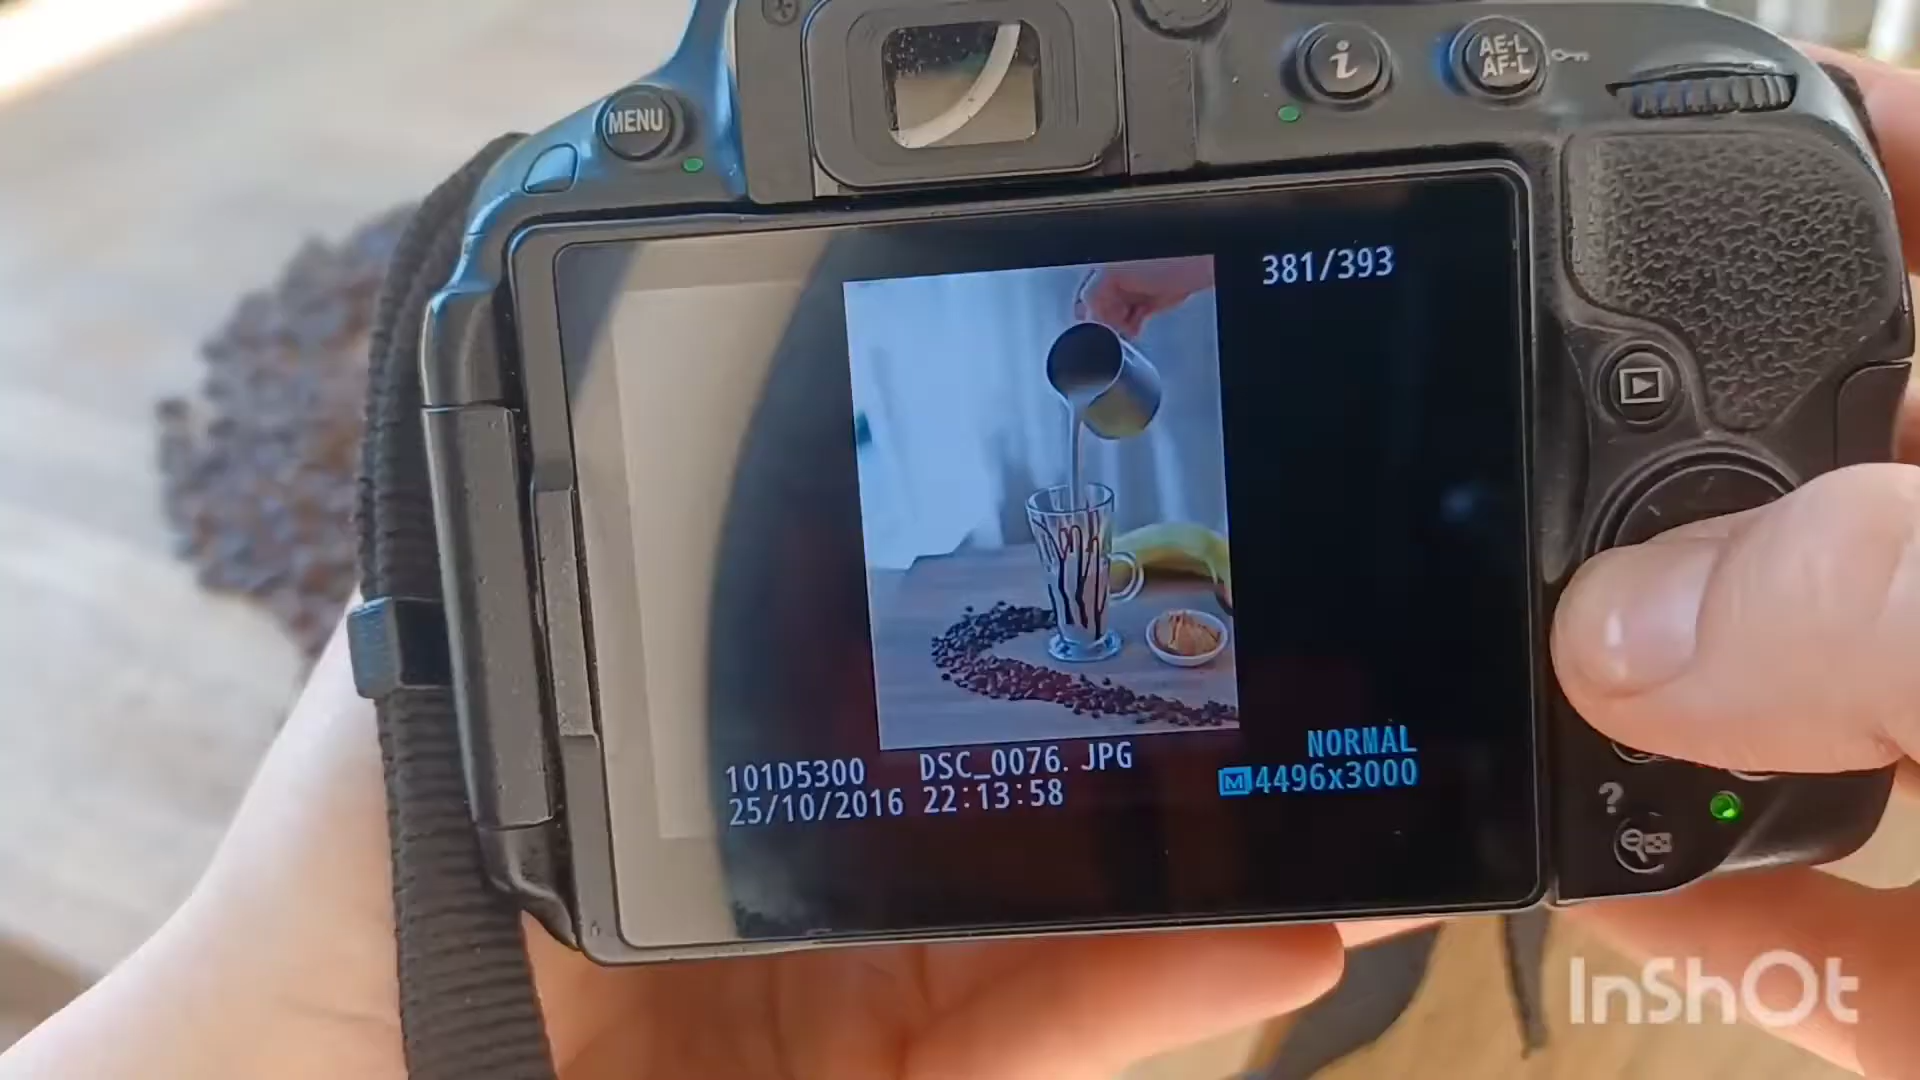 MENU
i
AE-L
AF-L
381/393
101D5300 DSC_0076.JPG
NORMAL
25/10/2016 22:13:58
M 4496x3000
?
InShOt